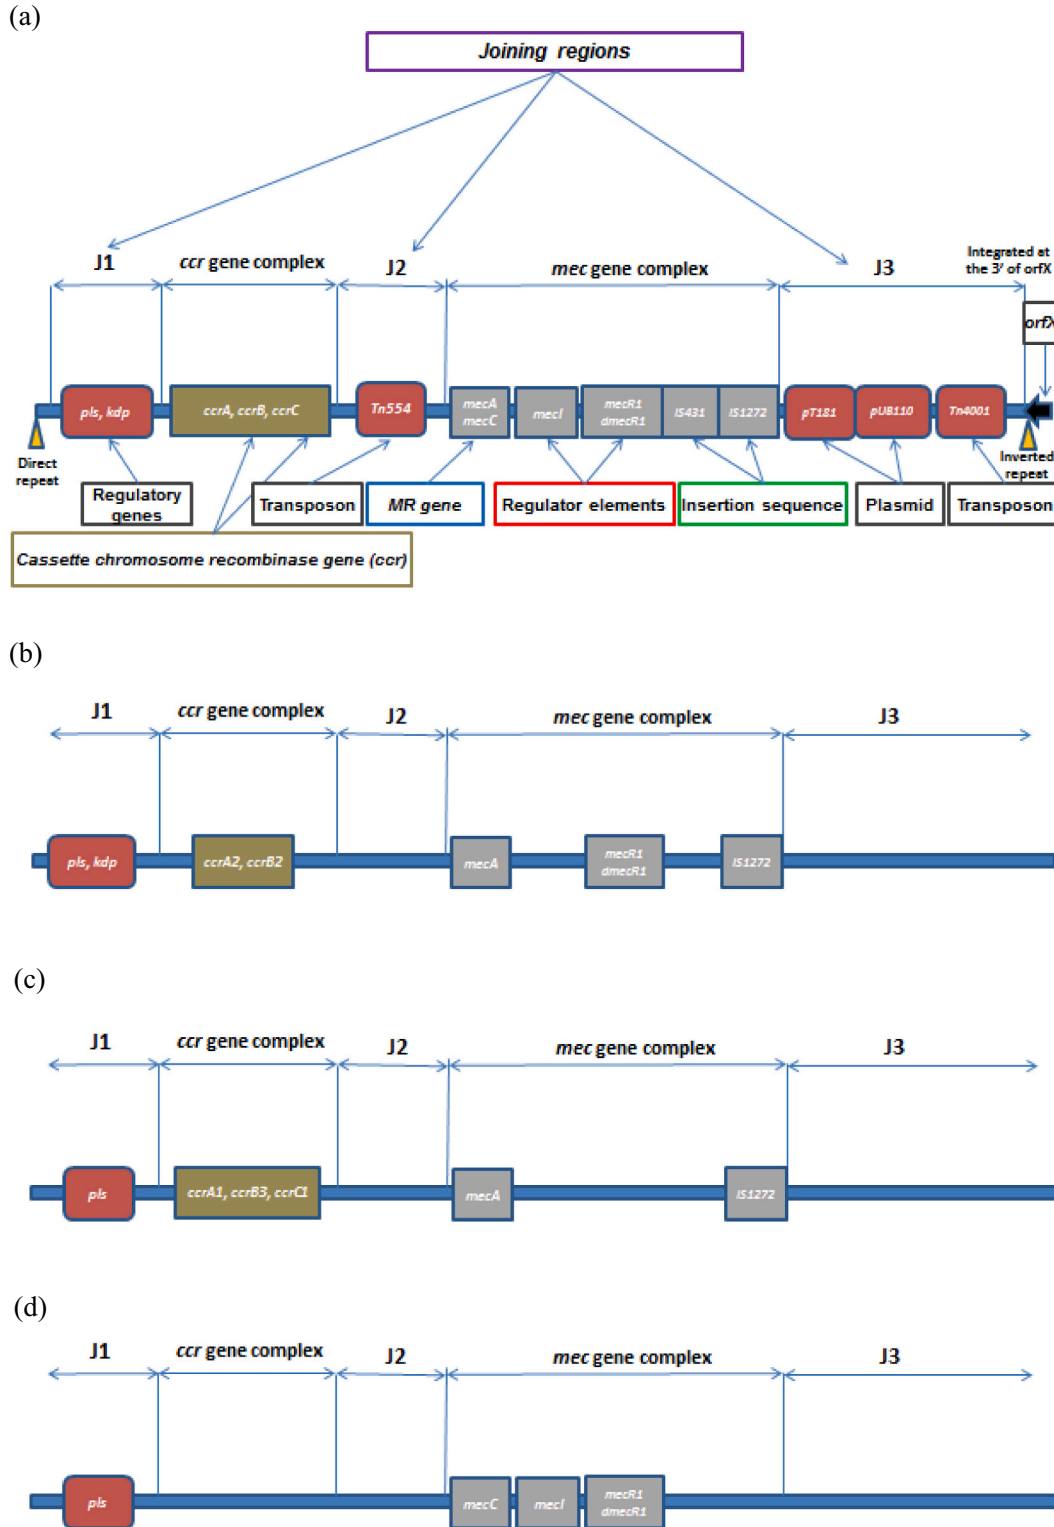 (a)
Joining regions
J1
ccr gene complex
J2
mec gene complex
J3
Integrated at
the 3′ of orfX
orfX
pls, kdp
ccrA, ccrB, ccrC
Tn554
mecA
mecC
mecI
mecR1
dmecR1
IS431
IS1272
pT181
pUB110
Tn4001
Direct
repeat
Inverted
repeat
Regulatory
genes
Transposon
MR gene
Regulator elements
Insertion sequence
Plasmid
Transposon
Cassette chromosome recombinase gene (ccr)
(b)
J1
ccr gene complex
J2
mec gene complex
J3
pls, kdp
ccrA2, ccrB2
mecA
mecR1
dmecR1
IS1272
(c)
J1
ccr gene complex
J2
mec gene complex
J3
pls
ccrA1, ccrB3, ccrC1
mecA
IS1272
(d)
J1
ccr gene complex
J2
mec gene complex
J3
pls
mecC
mecI
mecR1
dmecR1